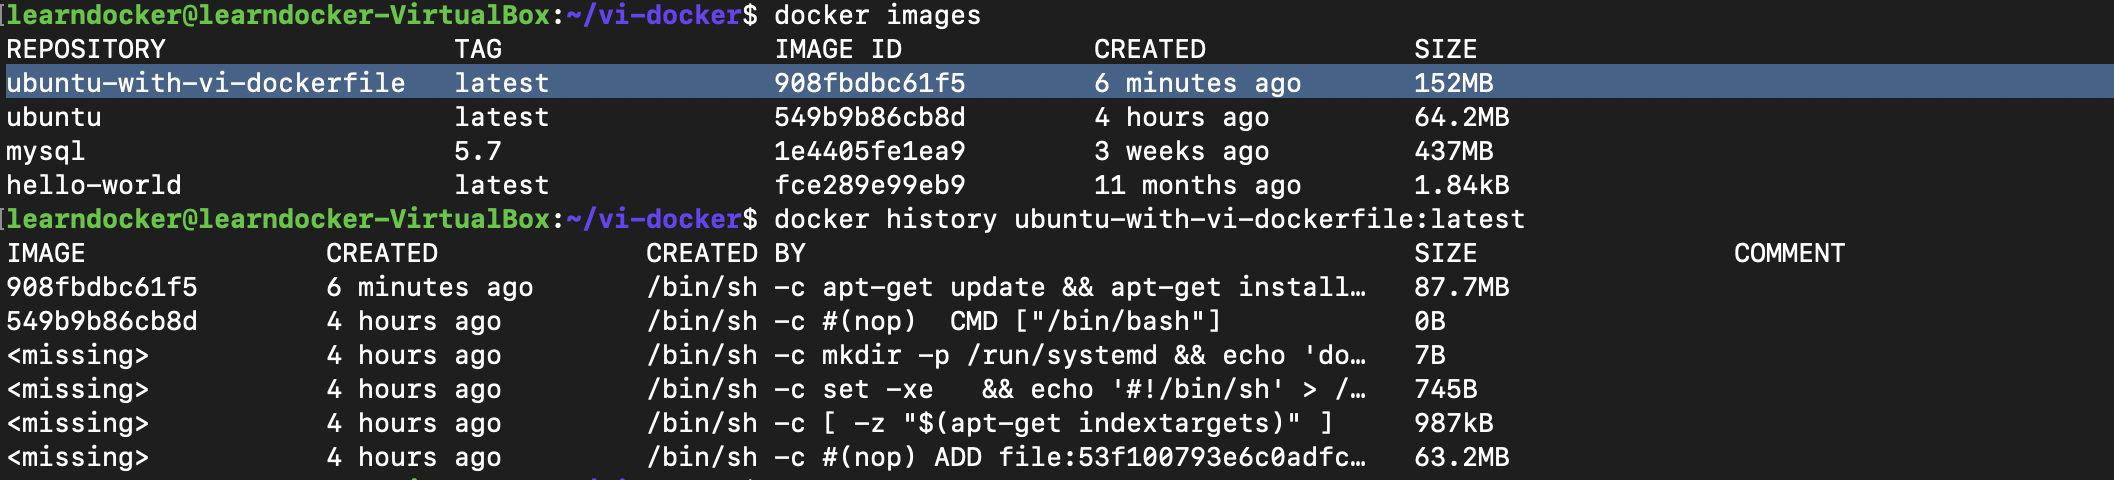 [learndocker@learndocker-VirtualBox:~/vi-docker$ docker images
REPOSITORY TAG IMAGE ID CREATED SIZE
ubuntu-with-vi-dockerfile latest 908fbdbc61f5 6 minutes ago 152MB
ubuntu latest 549b9b86cb8d 4 hours ago 64.2MB
mysql 5.7 1e4405fe1ea9 3 weeks ago 437MB
hello-world latest fce289e99eb9 11 months ago 1.84kB
[learndocker@learndocker-VirtualBox:~/vi-docker$ docker history ubuntu-with-vi-dockerfile:latest
IMAGE CREATED CREATED BY SIZE COMMENT
908fbdbc61f5 6 minutes ago /bin/sh -c apt-get update && apt-get install… 87.7MB
549b9b86cb8d 4 hours ago /bin/sh -c #(nop)  CMD ["/bin/bash"] 0B
<missing> 4 hours ago /bin/sh -c mkdir -p /run/systemd && echo 'do… 7B
<missing> 4 hours ago /bin/sh -c set -xe   && echo '#!/bin/sh' > /… 745B
<missing> 4 hours ago /bin/sh -c [ -z "$(apt-get indextargets)" ] 987kB
<missing> 4 hours ago /bin/sh -c #(nop) ADD file:53f100793e6c0adfc… 63.2MB